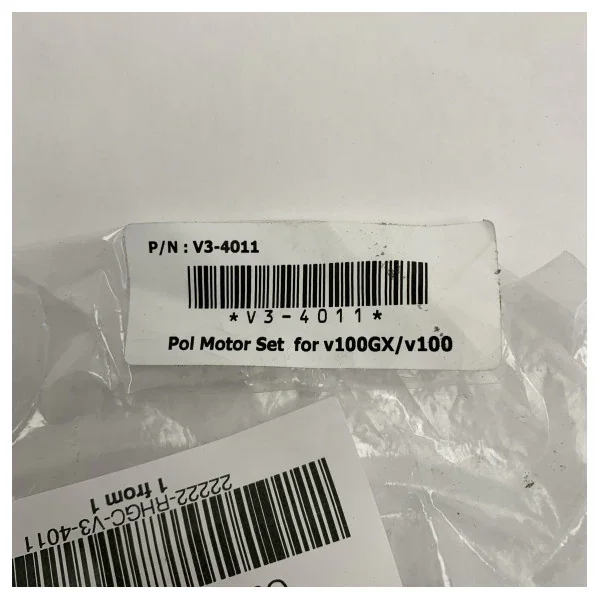 P/N : V3-4011
*V3-4011*
Pol Motor Set for v100GX/v100
22222-RHGC-V3-4011
1 from 1